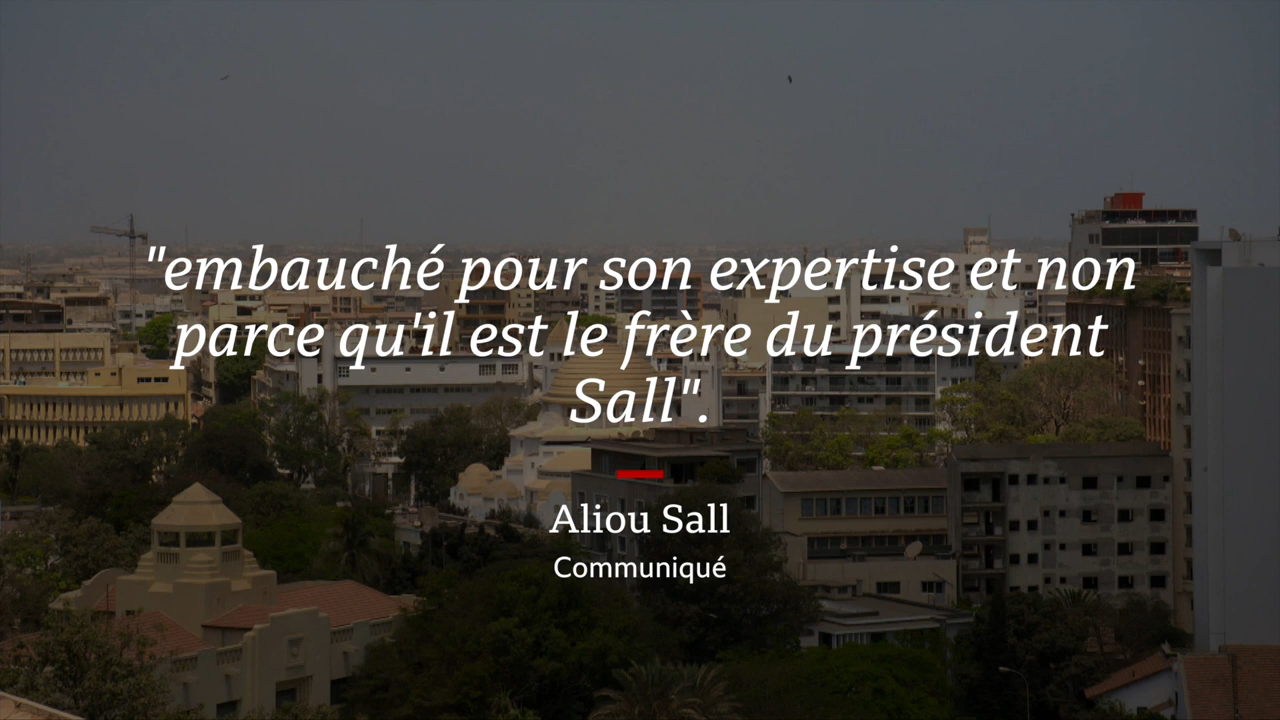 "embauché pour son expertise et non
parce qu'il est le frère du président
Sall".
Aliou Sall
Communiqué